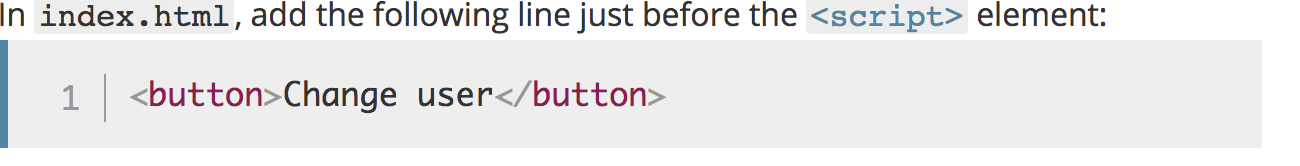 In index.html, add the following line just before the <script> element:
1 <button>Change user</button>